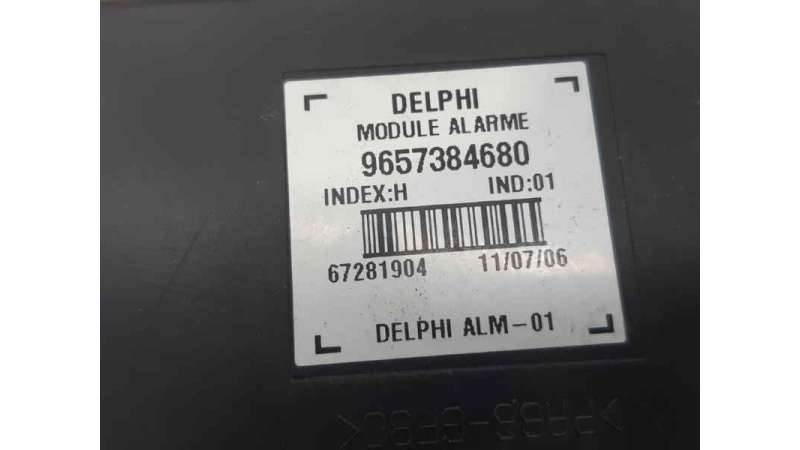 DELPHI
MODULE ALARME
9657384680
INDEX:H IND:01
67281904 11/07/06
DELPHI ALM-01